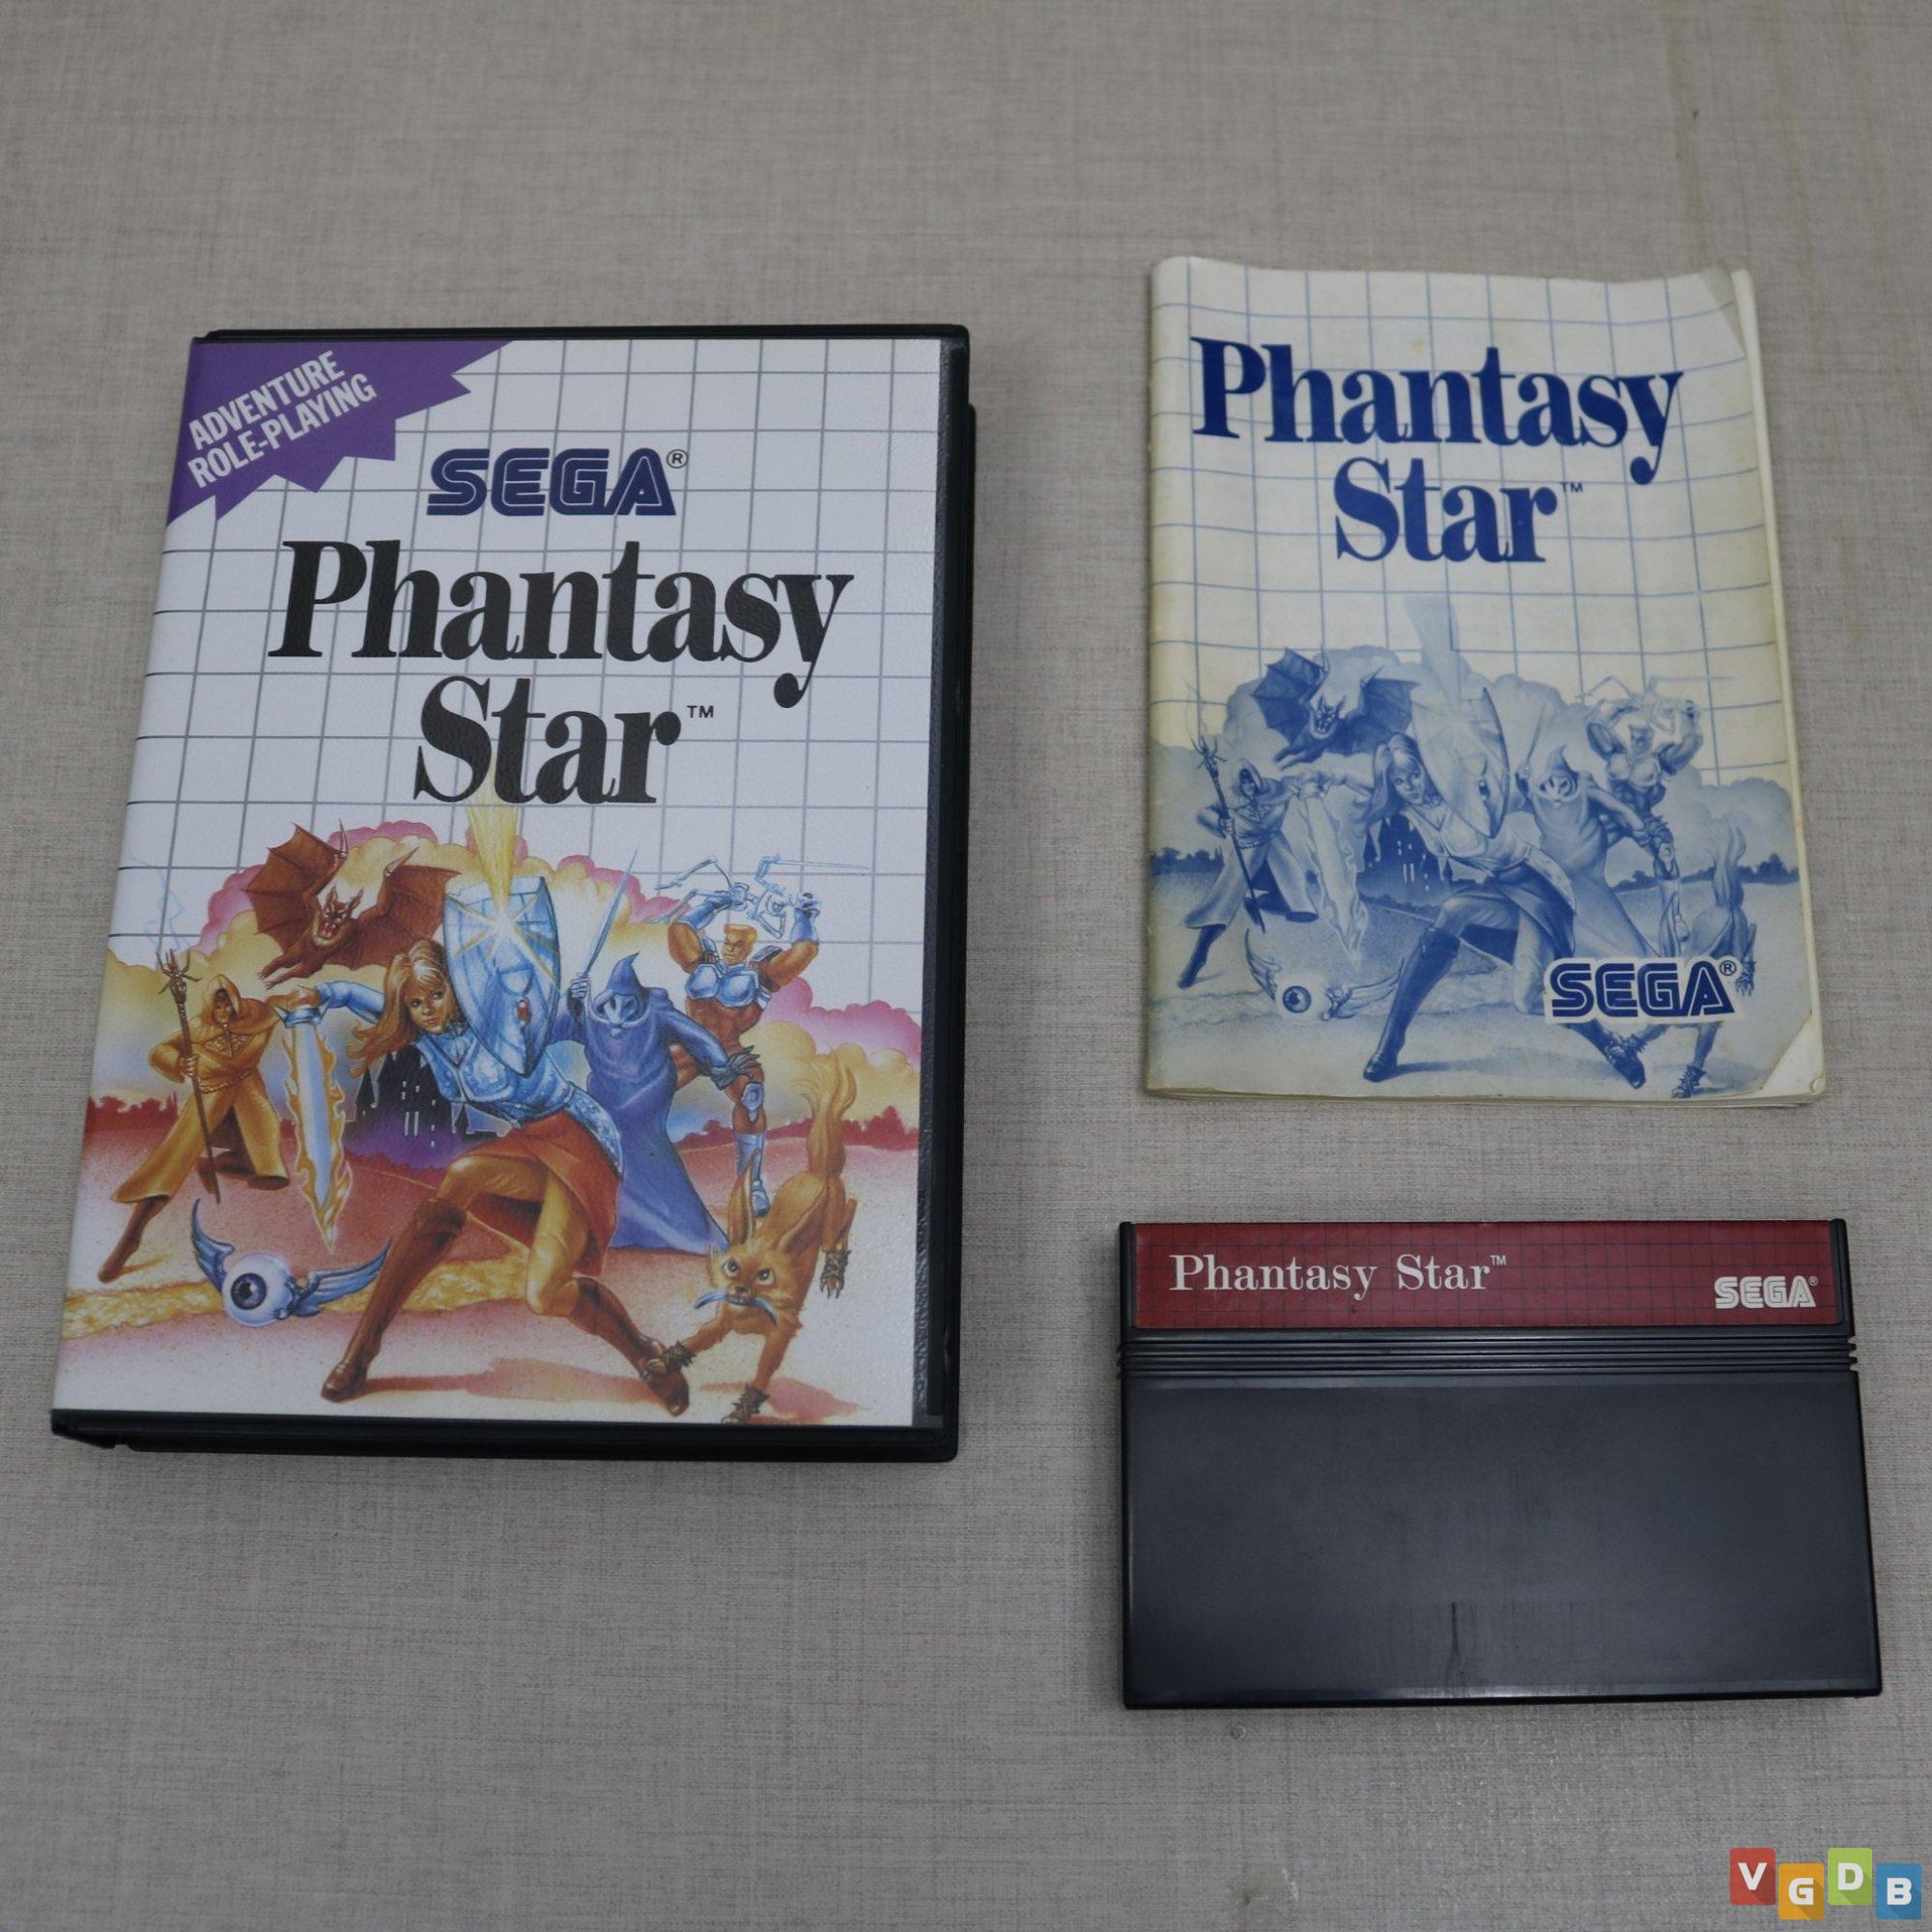 ADVENTURE
ROLE-PLAYING
SEGA®
Phantasy
Star™
Phantasy
Star™
SEGA®
Phantasy Star™
SEGA®
VGDB